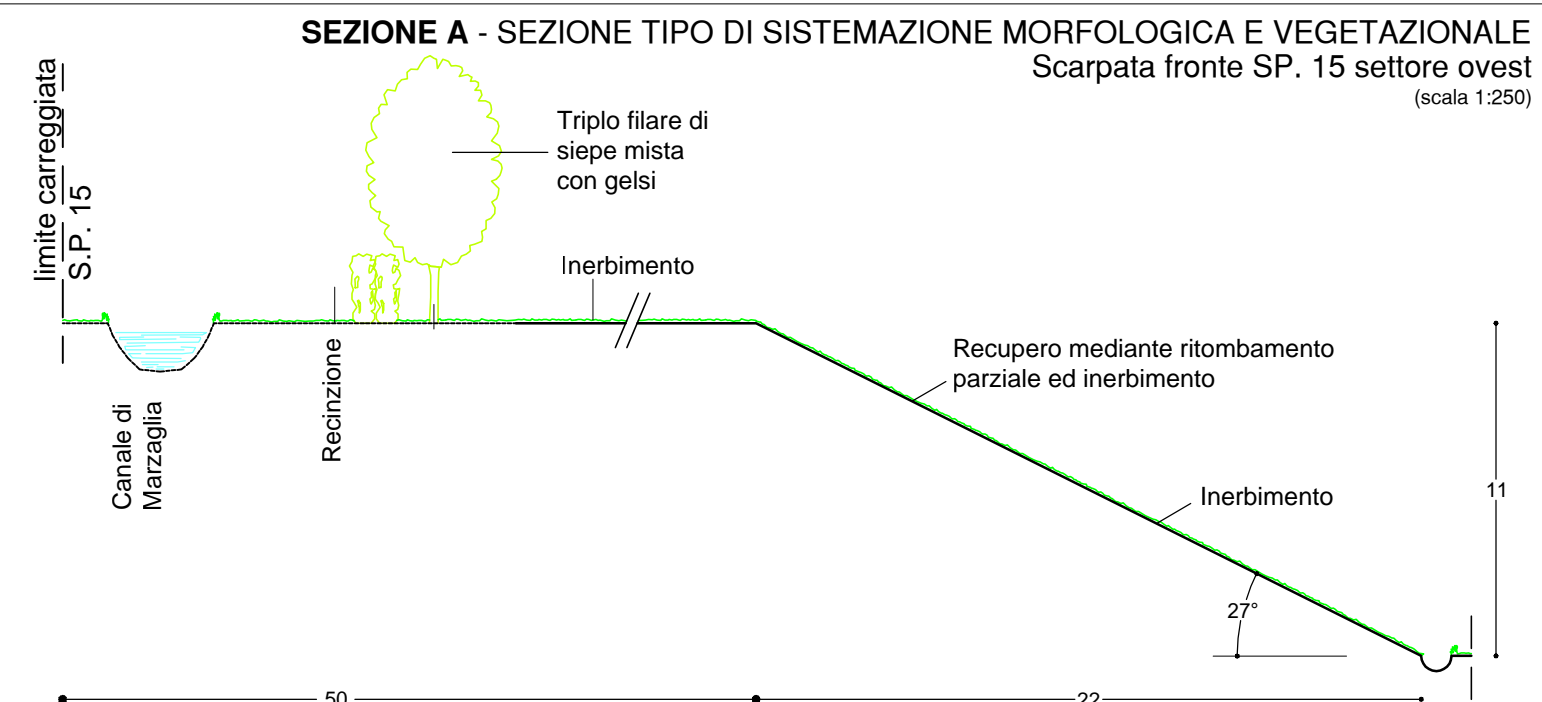 SEZIONE A - SEZIONE TIPO DI SISTEMAZIONE MORFOLOGICA E VEGETAZIONALE
Scarpata fronte SP. 15 settore ovest
(scala 1:250)
limite carreggiata
S.P. 15
Triplo filare di
siepe mista
con gelsi
Inerbimento
Canale di
Marzaglia
Recinzione
Recupero mediante ritombamento
parziale ed inerbimento
Inerbimento
11
27°
50
22